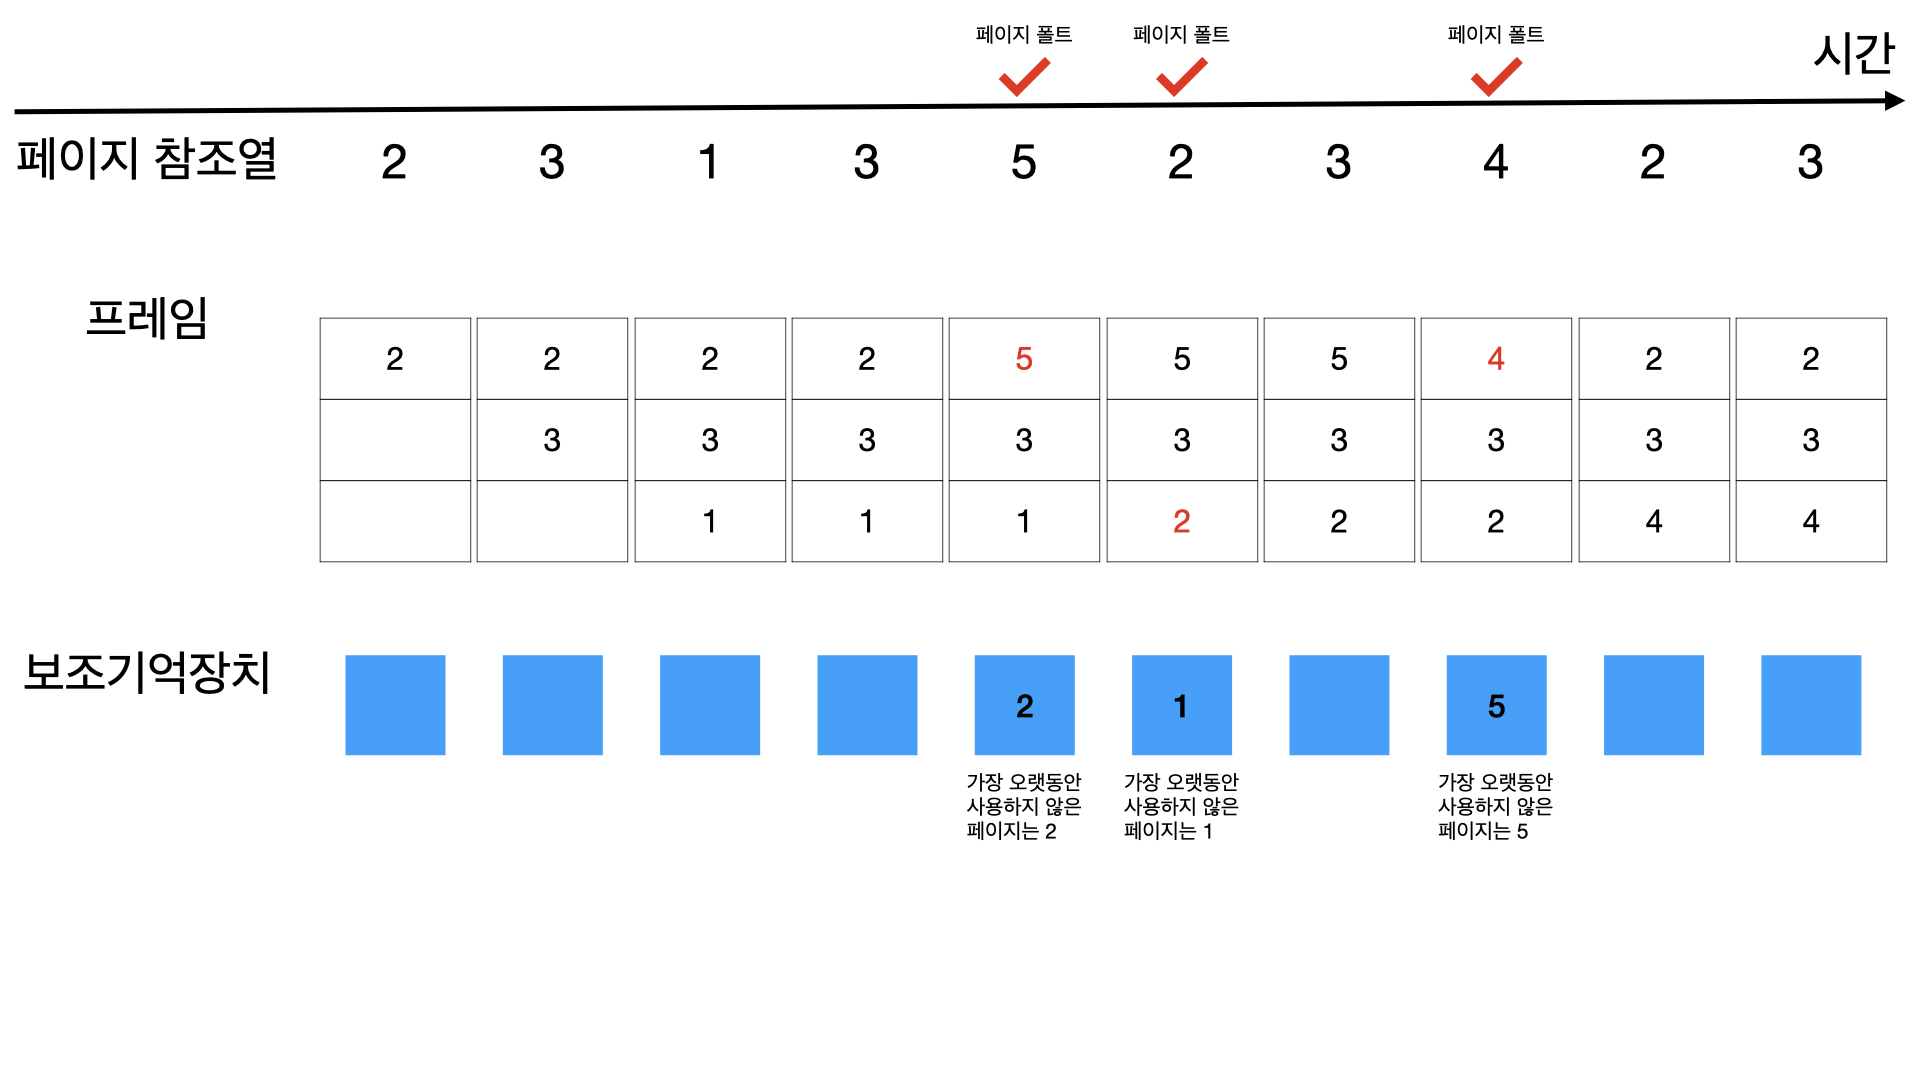 페이지 폴트 페이지 폴트 페이지 폴트
시간
페이지 참조열 2 3 1 3 5 2 3 4 2 3
프레임
2 2 2 2 5 5 5 4 2 2
3 3 3 3 3 3 3 3 3
1 1 1 2 2 2 4 4
보조기억장치
2 1 5
가장 오랫동안 가장 오랫동안 가장 오랫동안
사용하지 않은 사용하지 않은 사용하지 않은
페이지는 2 페이지는 1 페이지는 5